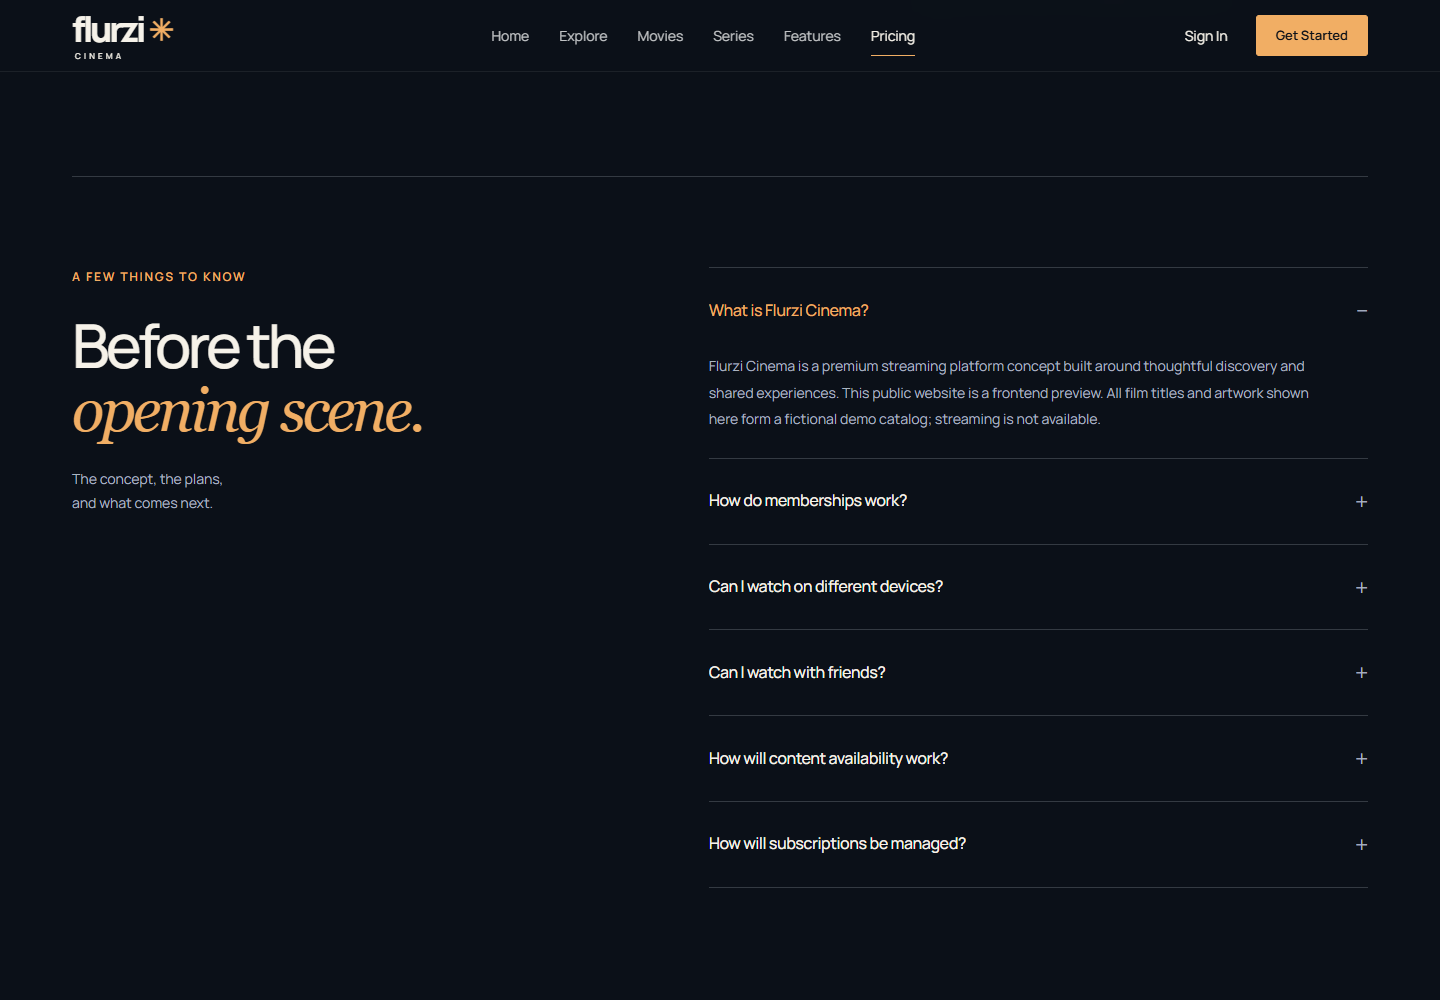 flurzi
CINEMA
Home
Explore
Movies
Series
Features
Pricing
Sign In
Get Started
A FEW THINGS TO KNOW
Before the
opening scene.
The concept, the plans,
and what comes next.
What is Flurzi Cinema?
Flurzi Cinema is a premium streaming platform concept built around thoughtful discovery and
shared experiences. This public website is a frontend preview. All film titles and artwork shown
here form a fictional demo catalog; streaming is not available.
How do memberships work?
Can I watch on different devices?
Can I watch with friends?
How will content availability work?
How will subscriptions be managed?